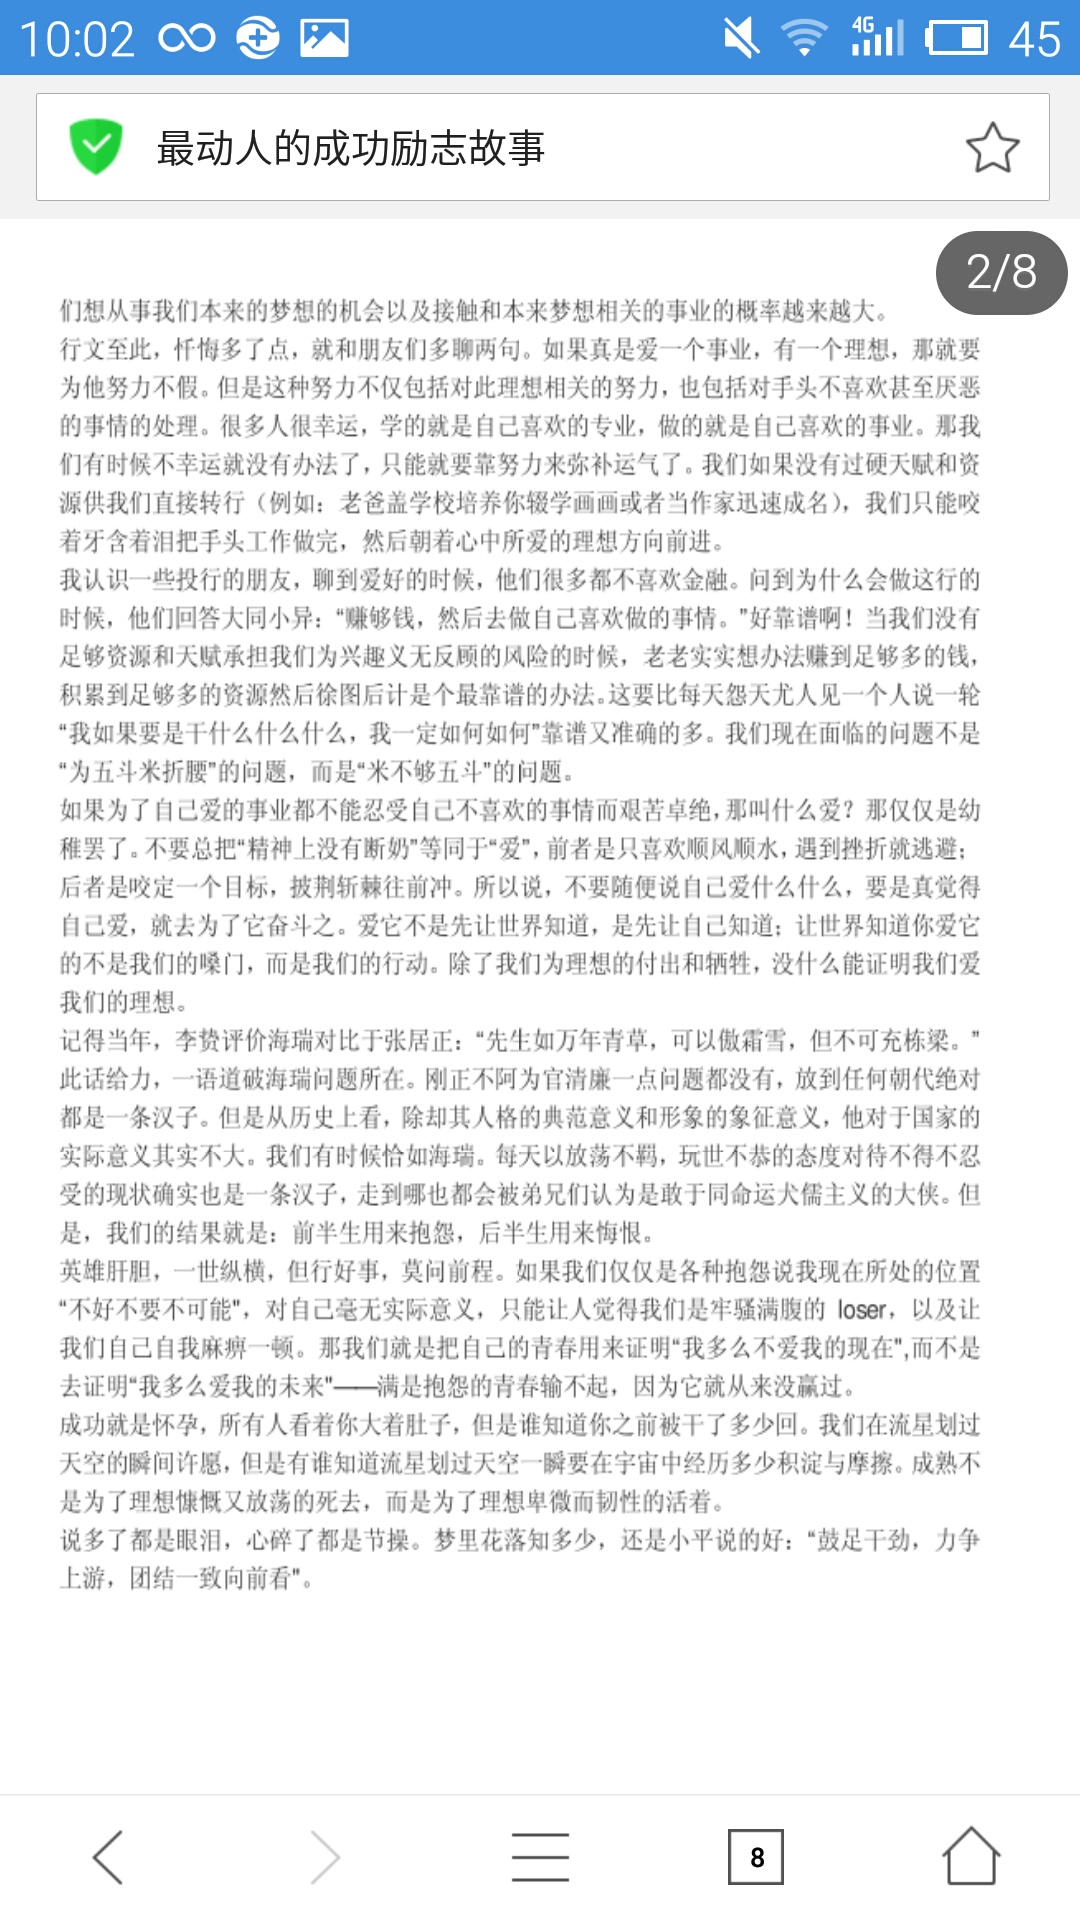 10:02
4G
45
最动人的成功励志故事
2/8
们想从事我们本来的梦想的机会以及接触和本来梦想相关的事业的概率越来越大。
行文至此，忏悔多了点，就和朋友们多聊两句。如果真是爱一个事业，有一个理想，那就要
为他努力不假。但是这种努力不仅包括对此理想相关的努力，也包括对手头不喜欢甚至厌恶
的事情的处理。很多人很幸运，学的就是自己喜欢的专业，做的就是自己喜欢的事业。那我
们有时候不幸运就没有办法了，只能就要靠努力来弥补运气了。我们如果没有过硬天赋和资
源供我们直接转行（例如：老爸盖学校培养你辍学画画或者当作家迅速成名），我们只能咬
着牙含着泪把手头工作做完，然后朝着心中所爱的理想方向前进。
我认识一些投行的朋友，聊到爱好的时候，他们很多都不喜欢金融。问到为什么会做这行的
时候，他们回答大同小异：“赚够钱，然后去做自己喜欢做的事情。”好靠谱啊！当我们没有
足够资源和天赋承担我们为兴趣义无反顾的风险的时候，老老实实想办法赚到足够多的钱，
积累到足够多的资源然后徐图后计是个最靠谱的办法。这要比每天怨天尤人见一个人说一轮
“我如果要是干什么什么什么，我一定如何如何”靠谱又准确的多。我们现在面临的问题不是
“为五斗米折腰”的问题，而是“米不够五斗”的问题。
如果为了自己爱的事业都不能忍受自己不喜欢的事情而艰苦卓绝，那叫什么爱？那仅仅是幼
稚罢了。不要总把“精神上没有断奶”等同于“爱”，前者是只喜欢顺风顺水，遇到挫折就逃避；
后者是咬定一个目标，披荆斩棘往前冲。所以说，不要随便说自己爱什么什么，要是真觉得
自己爱，就去为了它奋斗之。爱它不是先让世界知道，是先让自己知道；让世界知道你爱它
的不是我们的嗓门，而是我们的行动。除了我们为理想的付出和牺牲，没什么能证明我们爱
我们的理想。
记得当年，李贽评价海瑞对比于张居正：“先生如万年青草，可以傲霜雪，但不可充栋梁。”
此话给力，一语道破海瑞问题所在。刚正不阿为官清廉一点问题都没有，放到任何朝代绝对
都是一条汉子。但是从历史上看，除却其人格的典范意义和形象的象征意义，他对于国家的
实际意义其实不大。我们有时候恰如海瑞。每天以放荡不羁，玩世不恭的态度对待不得不忍
受的现状确实也是一条汉子，走到哪也都会被弟兄们认为是敢于同命运犬儒主义的大侠。但
是，我们的结果就是：前半生用来抱怨，后半生用来悔恨。
英雄肝胆，一世纵横，但行好事，莫问前程。如果我们仅仅是各种抱怨说我现在所处的位置
“不好不要不可能”，对自己毫无实际意义，只能让人觉得我们是牢骚满腹的 loser，以及让
我们自己自我麻痹一顿。那我们就是把自己的青春用来证明“我多么不爱我的现在”,而不是
去证明“我多么爱我的未来"——满是抱怨的青春输不起，因为它就从来没赢过。
成功就是怀孕，所有人看着你大着肚子，但是谁知道你之前被干了多少回。我们在流星划过
天空的瞬间许愿，但是有谁知道流星划过天空一瞬要在宇宙中经历多少积淀与摩擦。成熟不
是为了理想慷慨又放荡的死去，而是为了理想卑微而韧性的活着。
说多了都是眼泪，心碎了都是节操。梦里花落知多少，还是小平说的好：“鼓足干劲，力争
上游，团结一致向前看”。
8